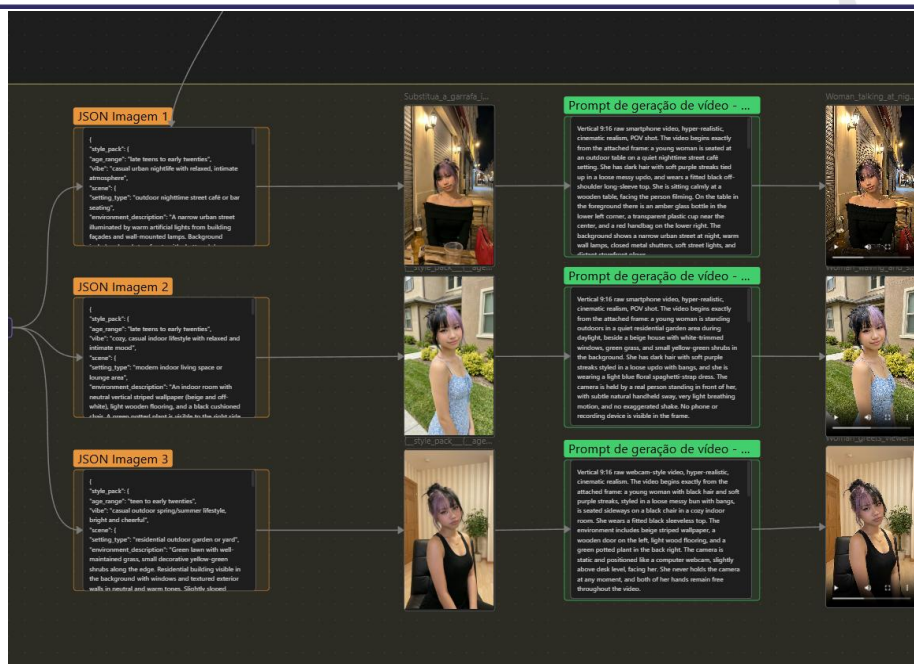 Substitua_a_garrafa_i...
Woman_talking_at_nig...
JSON Imagem 1
{
"style_pack": {
"age_range": "late teens to early twenties",
"vibe": "casual urban nightlife with relaxed, intimate
atmosphere",
"scene": {
"setting_type": "outdoor nighttime street café or bar
seating",
"environment_description": "A narrow urban street
illuminated by warm artificial lights from building
façades and wall-mounted lamps. Background
Prompt de geração de vídeo - ...
Vertical 9:16 raw smartphone video, hyper-realistic,
cinematic realism, POV shot. The video begins exactly
from the attached frame: a young woman is seated at
an outdoor table on a quiet nighttime street café
setting. She has dark hair with soft purple streaks tied
up in a loose messy updo, and wears a fitted black off-
shoulder long-sleeve top. She is sitting calmly at a
wooden table, facing the person filming. On the table in
the foreground there is an amber glass bottle in the
lower left corner, a transparent plastic cup near the
center, and a red handbag on the lower right. The
background shows a narrow urban street at night, warm
wall lamps, closed metal shutters, soft street lights, and
distant storefront
JSON Imagem 2
{
"style_pack": {
"age_range": "late teens to early twenties",
"vibe": "cozy, casual indoor lifestyle with relaxed and
intimate mood",
"scene": {
"setting_type": "modern indoor living space or
lounge area",
"environment_description": "An indoor room with
neutral vertical striped wallpaper (beige and off-
white), light wooden flooring, and a black cushioned
chair. A green potted plant is visible to the right side
Prompt de geração de vídeo - ...
Vertical 9:16 raw smartphone video, hyper-realistic,
cinematic realism, POV shot. The video begins exactly
from the attached frame: a young woman is standing
outdoors in a quiet residential garden area during
daylight, beside a beige house with white-trimmed
windows, green grass, and small yellow-green shrubs in
the background. She has dark hair with soft purple
streaks styled in a loose updo with bangs, and she is
wearing a light blue floral spaghetti-strap dress. The
camera is held by a real person standing in front of her,
with subtle natural handheld sway, very light breathing
motion, and no exaggerated shake. No phone or
recording device is visible in the frame.
JSON Imagem 3
{
"style_pack": {
"age_range": "teen to early twenties",
"vibe": "casual outdoor spring/summer lifestyle,
bright and cheerful",
"scene": {
"setting_type": "residential outdoor garden or yard",
"environment_description": "Green lawn with well-
maintained grass, small decorative yellow-green
shrubs along the edge. Residential building visible in
the background with windows and textured exterior
walls in neutral and warm tones. Slightly sloped
Prompt de geração de vídeo - ...
Vertical 9:16 raw webcam-style video, hyper-realistic,
cinematic realism. The video begins exactly from the
attached frame: a young woman with black hair and soft
purple streaks, styled in a loose messy bun with bangs,
is seated sideways on a black chair in a cozy indoor
room. She wears a fitted black sleeveless top. The
environment includes beige striped wallpaper, a
wooden door on the left, light wood flooring, and a
green potted plant in the back right. The camera is
static and positioned like a computer webcam, slightly
above desk level, facing her. She never holds the camera
at any moment, and both of her hands remain free
throughout the video.